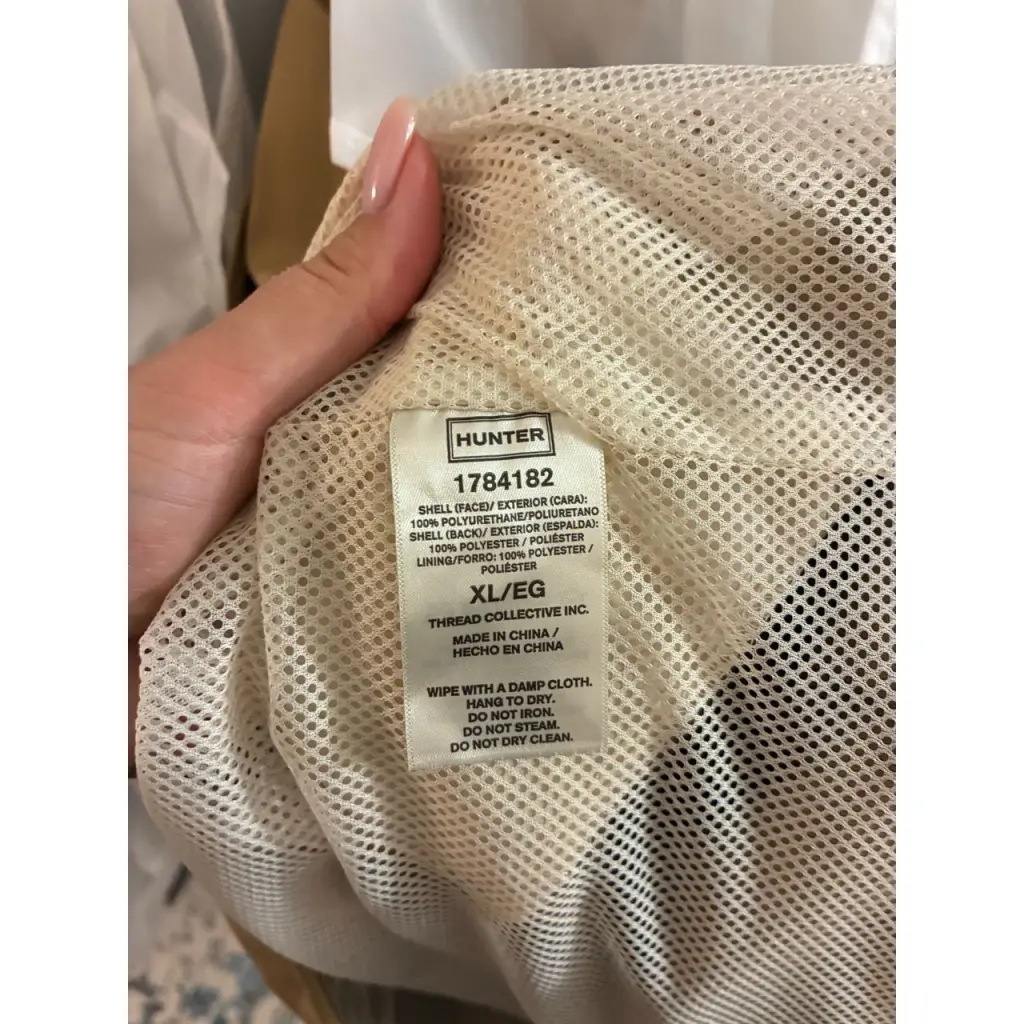 HUNTER
1784182
SHELL (FACE)/ EXTERIOR (CARA):
100% POLYURETHANE/POLIURETANO
SHELL (BACK)/ EXTERIOR (ESPALDA):
100% POLYESTER / POLIÉSTER
LINING/FORRO: 100% POLYESTER /
POLIÉSTER
XL/EG
THREAD COLLECTIVE INC.
MADE IN CHINA /
HECHO EN CHINA
WIPE WITH A DAMP CLOTH.
HANG TO DRY.
DO NOT IRON.
DO NOT STEAM.
DO NOT DRY CLEAN.